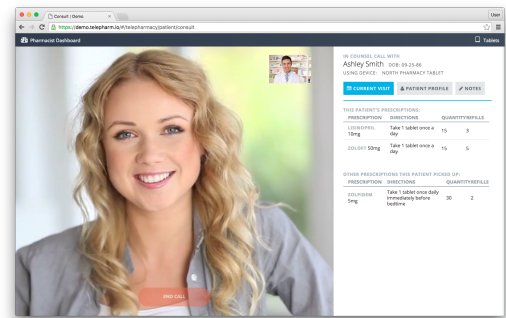 Consult | Demo
User
https://demo.telepharm.io/#/telepharmacy/patient/consult
Pharmacist Dashboard
Tablets
IN COUNSEL CALL WITH
Ashley Smith DOB: 09-25-86
USING DEVICE: NORTH PHARMACY TABLET
CURRENT VISIT
PATIENT PROFILE
NOTES
THIS PATIENT'S PRESCRIPTIONS:
PRESCRIPTION DIRECTIONS QUANTITY REFILLS
Take 1 tablet once a
10mg 15 3
day
ZOLOFT 50mg Take 1 tablet once a 15 5
day
OTHER PRESCRIPTIONS THIS PATIENT PICKED UP:
PRESCRIPTION DIRECTIONS QUANTITY REFILLS
Take 1 tablet once daily
5mg immediately before 30 2
bedtime
END CALL